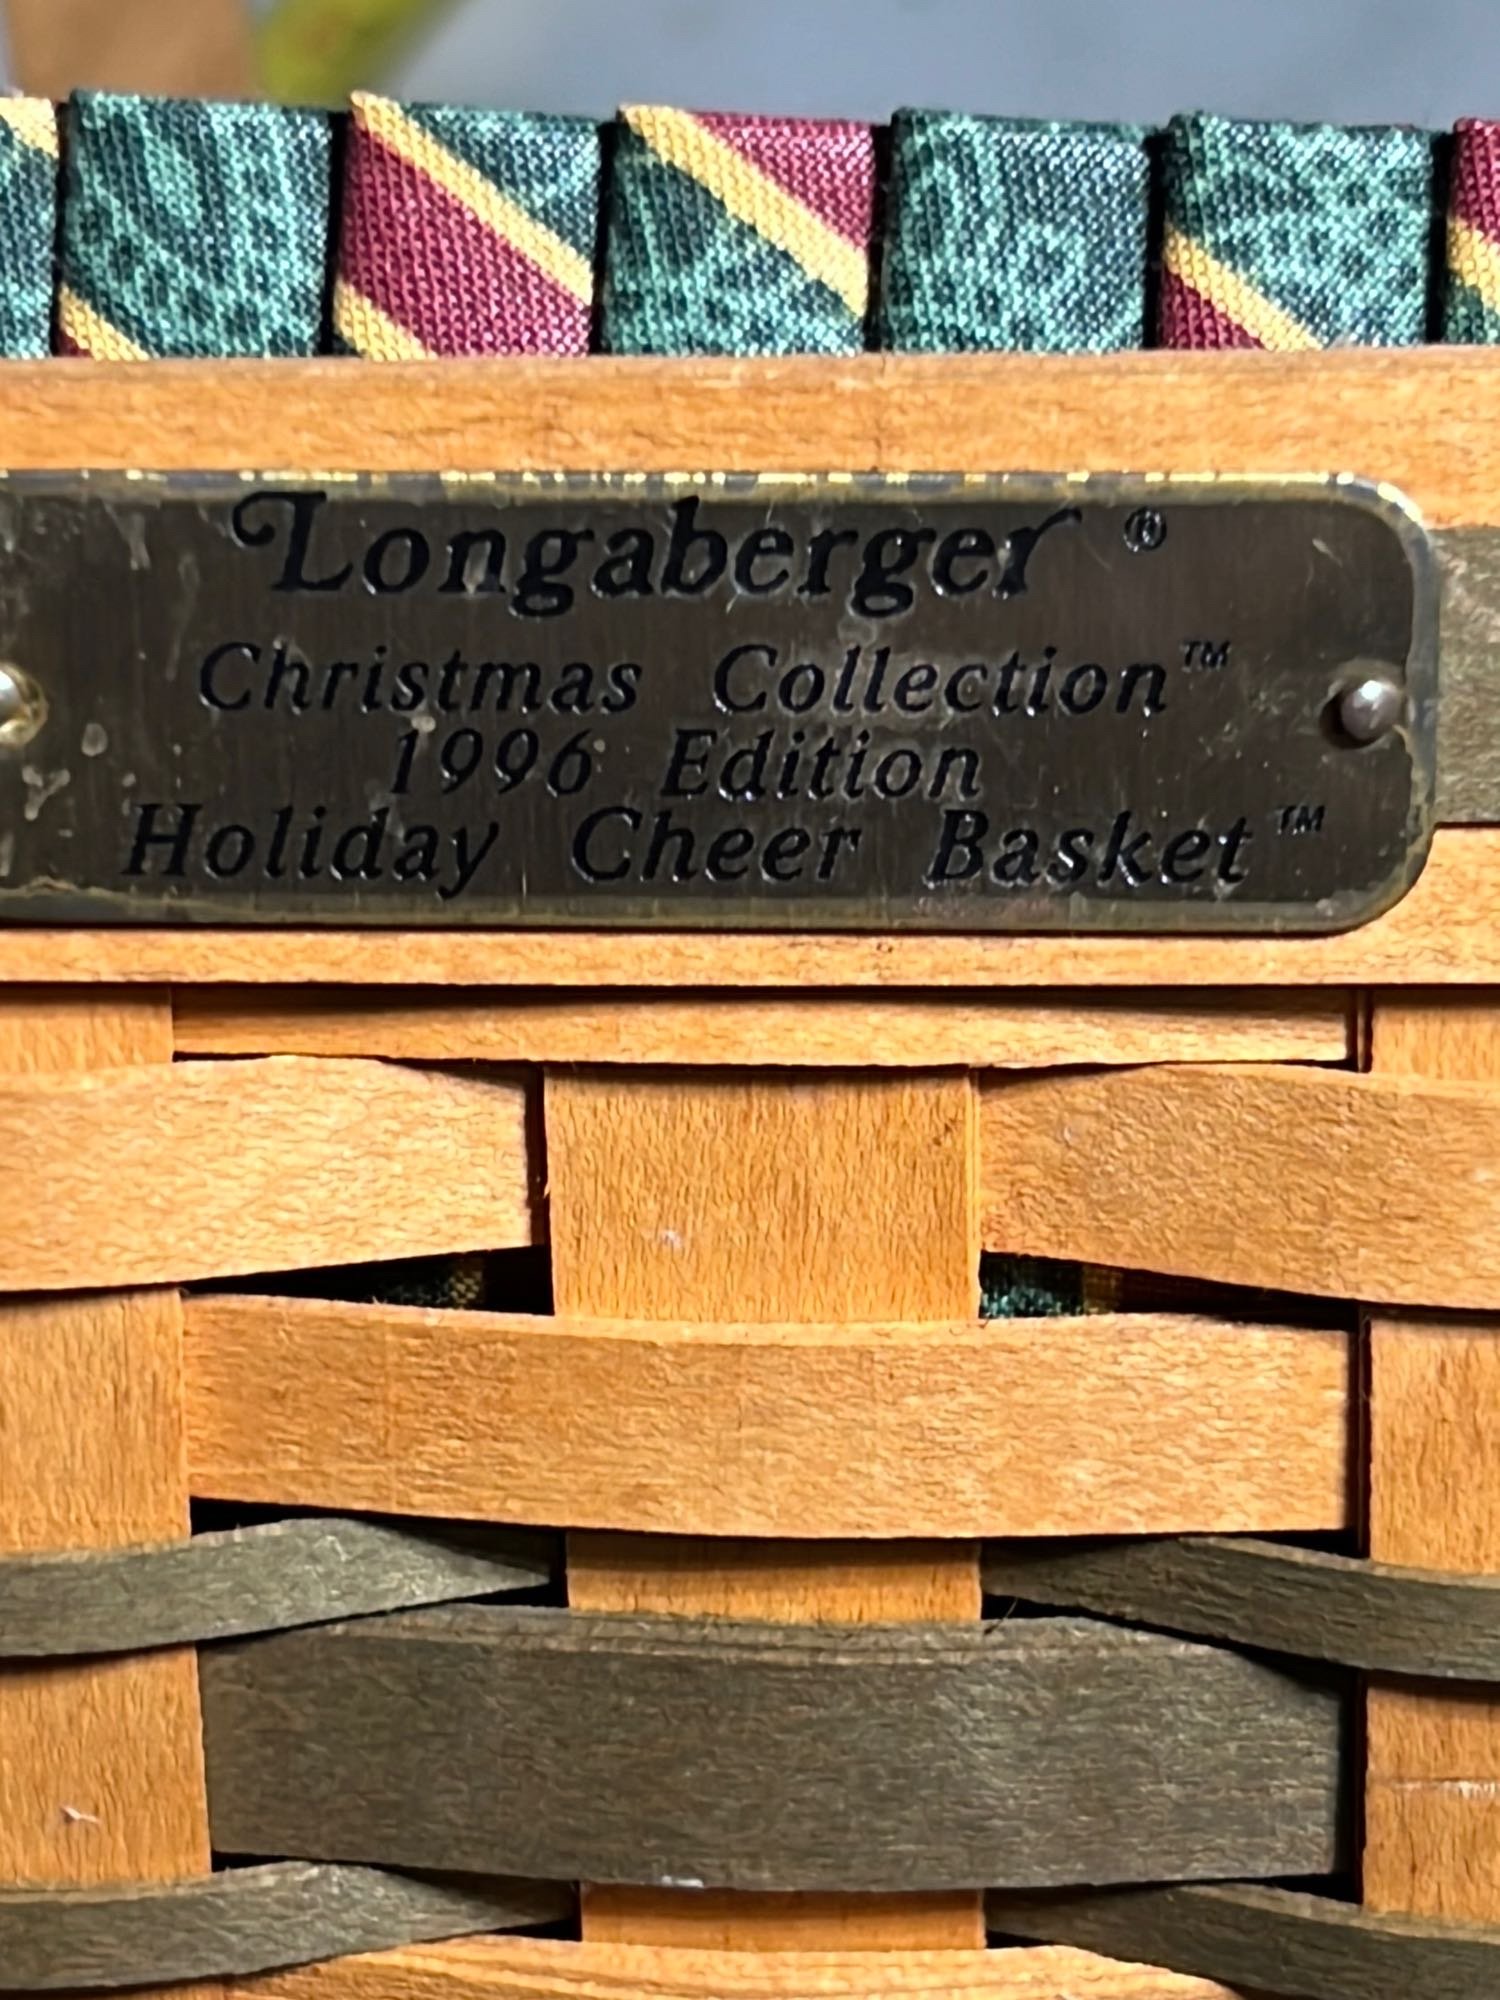 Longaberger ®
Christmas Collection™
1996 Edition
Holiday Cheer Basket™